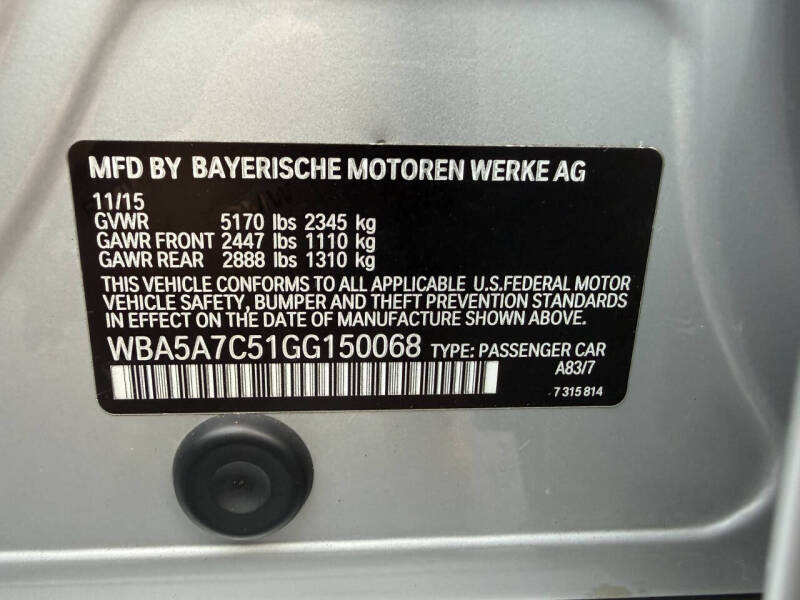 MFD BY BAYERISCHE MOTOREN WERKE AG
11/15
GVWR 5170 lbs 2345 kg
GAWR FRONT 2447 lbs 1110 kg
GAWR REAR 2888 lbs 1310 kg
THIS VEHICLE CONFORMS TO ALL APPLICABLE U.S.FEDERAL MOTOR
VEHICLE SAFETY, BUMPER AND THEFT PREVENTION STANDARDS
IN EFFECT ON THE DATE OF MANUFACTURE SHOWN ABOVE.
WBA5A7C51GG150068 TYPE: PASSENGER CAR
A83/7
7 315 814